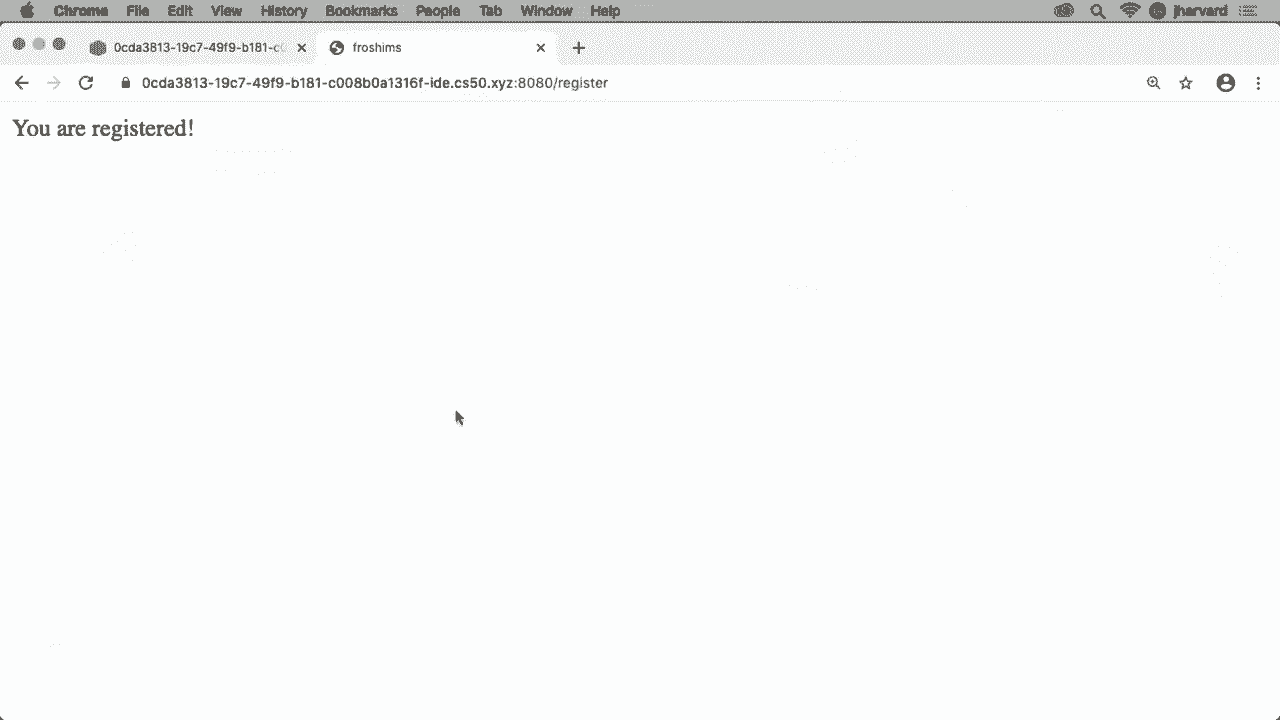 Chrome File Edit View History Bookmarks People Tab Window Help jharvard
0cda3813-19c7-49f9-b181-c0 froshims
0cda3813-19c7-49f9-b181-c008b0a1316f-ide.cs50.xyz:8080/register
You are registered!